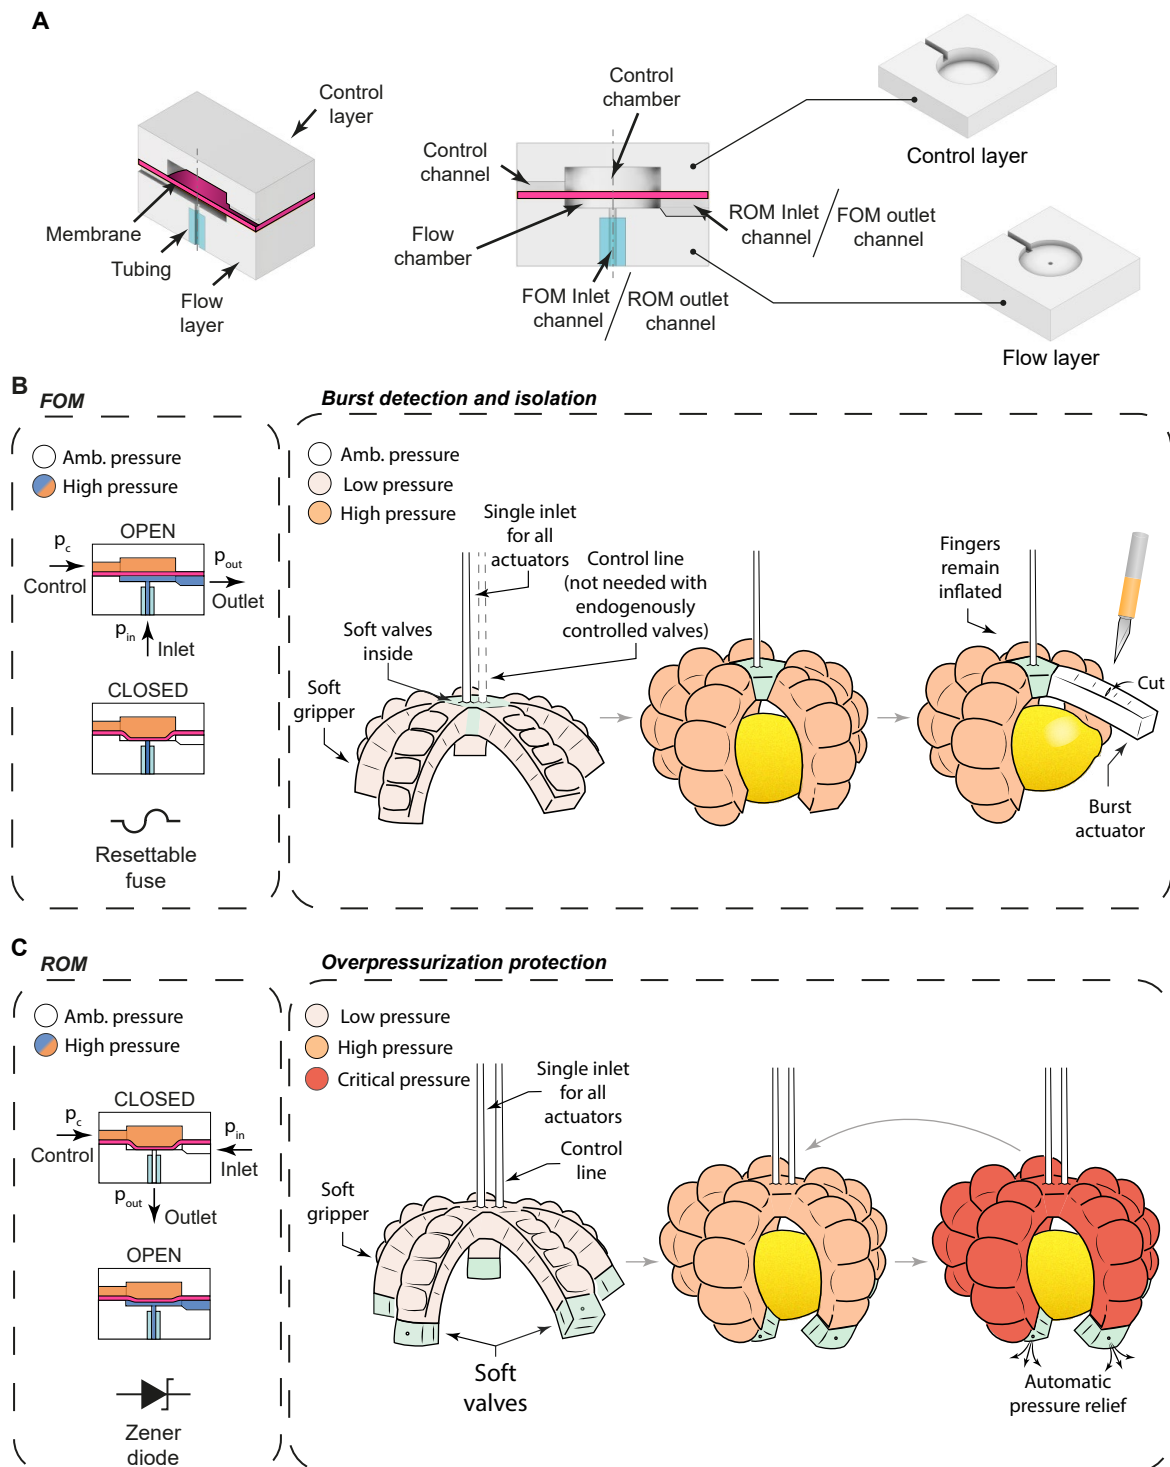 A
Control
layer
Membrane
Tubing
Flow
layer
Control
chamber
Control
channel
Flow
chamber
FOM Inlet
channel
/
ROM outlet
channel
ROM Inlet
channel
/
FOM outlet
channel
Control layer
Flow layer
B
FOM
Amb. pressure
High pressure
OPEN
pc
Control
pout
Outlet
pin
Inlet
CLOSED
Resettable
fuse
Burst detection and isolation
Amb. pressure
Low pressure
High pressure
Single inlet
for all
actuators
Control line
(not needed with
endogenously
controlled valves)
Soft valves
inside
Soft
gripper
Fingers
remain
inflated
Cut
Burst
actuator
C
ROM
Amb. pressure
High pressure
CLOSED
pc
Control
pin
Inlet
pout
Outlet
OPEN
Zener
diode
Overpressurization protection
Low pressure
High pressure
Critical pressure
Single inlet
for all
actuators
Control
line
Soft
gripper
Soft
valves
Automatic
pressure relief